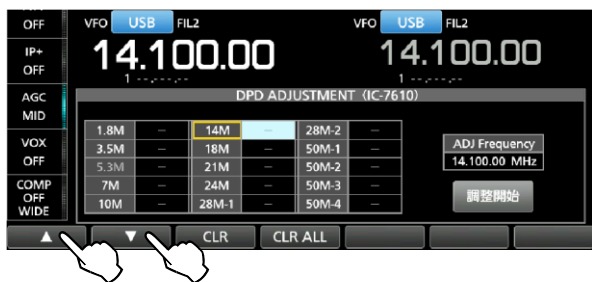 OFF
IP+
OFF
AGC
MID
VOX
OFF
COMP
OFF
WIDE
VFO USB FIL2
14.100.00
1 --.---.--
VFO USB FIL2
14.100.00
1 --.---.--
DPD ADJUSTMENT (IC-7610)
1.8M – 14M – 28M-2 –
3.5M – 18M – 50M-1 –
5.3M – 21M – 50M-2 –
7M – 24M – 50M-3 –
10M – 28M-1 – 50M-4 –
ADJ Frequency
14.100.00 MHz
調整開始
▲ ▼ CLR CLR ALL